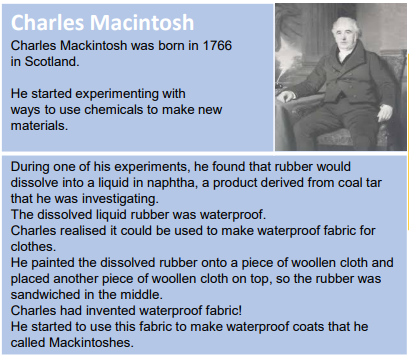 Charles Macintosh
Charles Mackintosh was born in 1766
in Scotland.
He started experimenting with
ways to use chemicals to make new
materials.
During one of his experiments, he found that rubber would
dissolve into a liquid in naphtha, a product derived from coal tar
that he was investigating.
The dissolved liquid rubber was waterproof.
Charles realised it could be used to make waterproof fabric for
clothes.
He painted the dissolved rubber onto a piece of woollen cloth and
placed another piece of woollen cloth on top, so the rubber was
sandwiched in the middle.
Charles had invented waterproof fabric!
He started to use this fabric to make waterproof coats that he
called Mackintoshes.